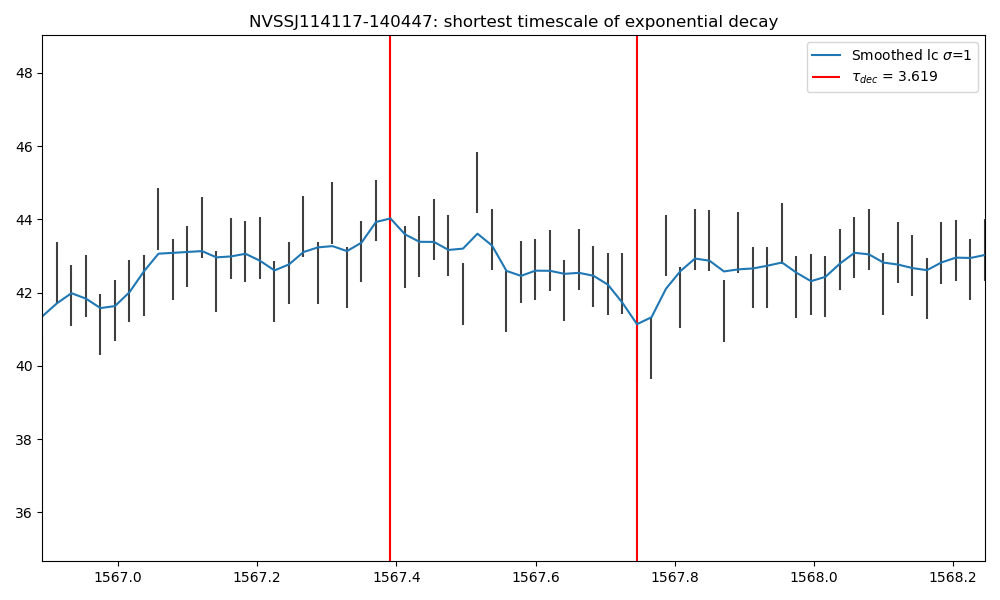 NVSSJ114117-140447: shortest timescale of exponential decay
Smoothed lc σ=1
τ_dec = 3.619
48
46
44
42
40
38
36
1567.0 1567.2 1567.4 1567.6 1567.8 1568.0 1568.2